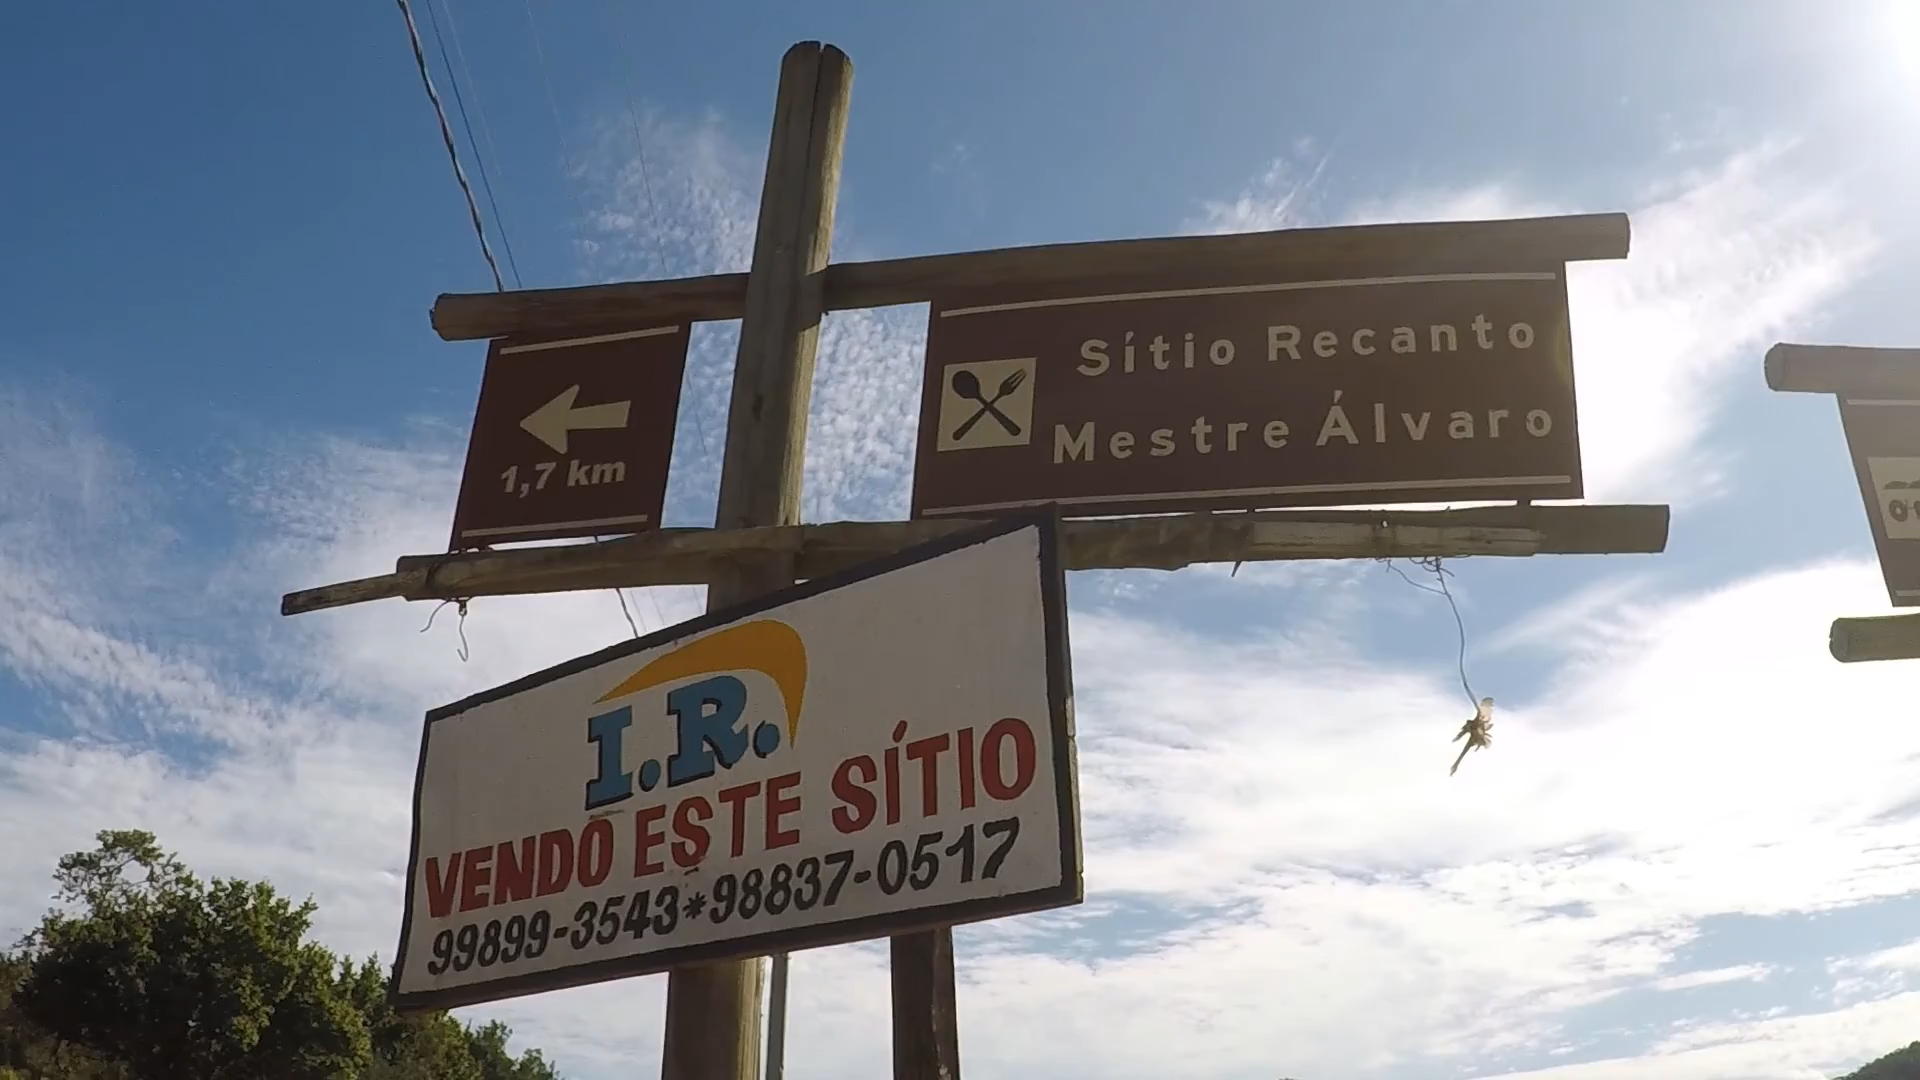 Sítio Recanto
Mestre Álvaro
1,7 km
I.R.
VENDO ESTE SÍTIO
99899-3543*98837-0517